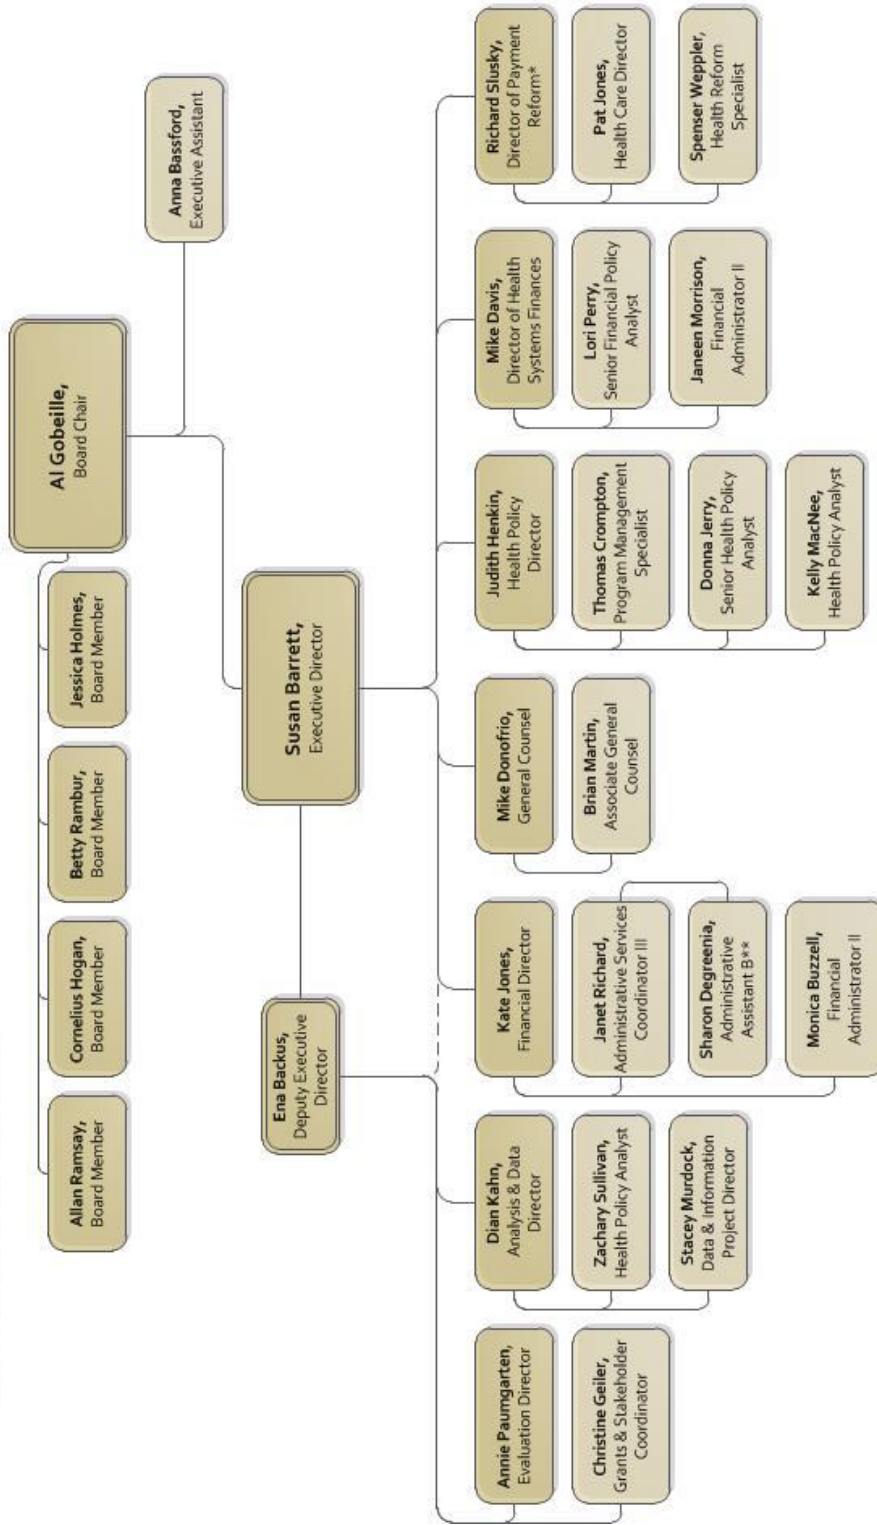 Al Gobeille,
Board Chair
Anna Bassford,
Executive Assistant
Allan Ramsay,
Board Member
Cornelius Hogan,
Board Member
Betty Rambur,
Board Member
Jessica Holmes,
Board Member
Susan Barrett,
Executive Director
Ena Backus,
Deputy Executive
Director
Annie Paumgarten,
Evaluation Director
Christine Geiler,
Grants & Stakeholder
Coordinator
Dian Kahn,
Analysis & Data
Director
Zachary Sullivan,
Health Policy Analyst
Stacey Murdock,
Data & Information
Project Director
Kate Jones,
Financial Director
Janet Richard,
Administrative Services
Coordinator III
Sharon Degreenia,
Administrative
Assistant B**
Monica Buzzell,
Financial
Administrator II
Mike Donofrio,
General Counsel
Brian Martin,
Associate General
Counsel
Judith Henkin,
Health Policy
Director
Thomas Crompton,
Program Management
Specialist
Donna Jerry,
Senior Health Policy
Analyst
Kelly MacNee,
Health Policy Analyst
Mike Davis,
Director of Health
Systems Finances
Lori Perry,
Senior Financial Policy
Analyst
Janeen Morrison,
Financial
Administrator II
Richard Slusky,
Director of Payment
Reform*
Pat Jones,
Health Care Director
Spenser Weppler,
Health Reform
Specialist